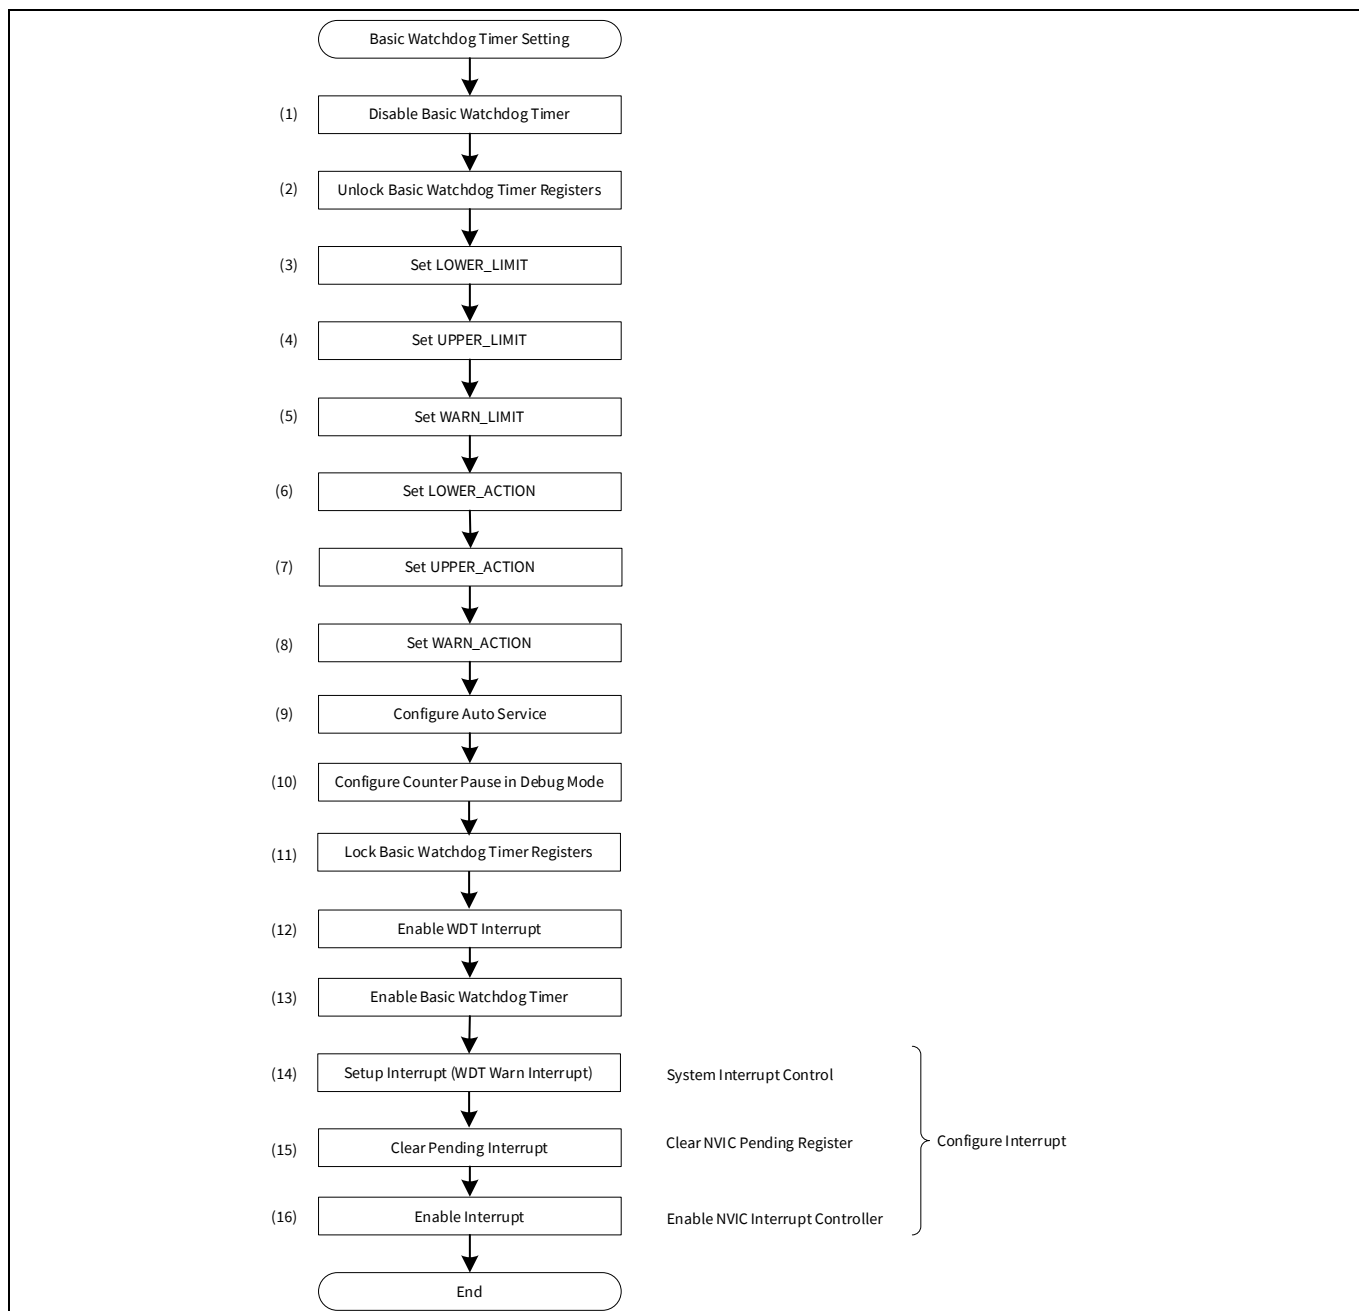 Basic Watchdog Timer Setting
(1) Disable Basic Watchdog Timer
(2) Unlock Basic Watchdog Timer Registers
(3) Set LOWER_LIMIT
(4) Set UPPER_LIMIT
(5) Set WARN_LIMIT
(6) Set LOWER_ACTION
(7) Set UPPER_ACTION
(8) Set WARN_ACTION
(9) Configure Auto Service
(10) Configure Counter Pause in Debug Mode
(11) Lock Basic Watchdog Timer Registers
(12) Enable WDT Interrupt
(13) Enable Basic Watchdog Timer
(14) Setup Interrupt (WDT Warn Interrupt) System Interrupt Control
(15) Clear Pending Interrupt Clear NVIC Pending Register Configure Interrupt
(16) Enable Interrupt Enable NVIC Interrupt Controller
End